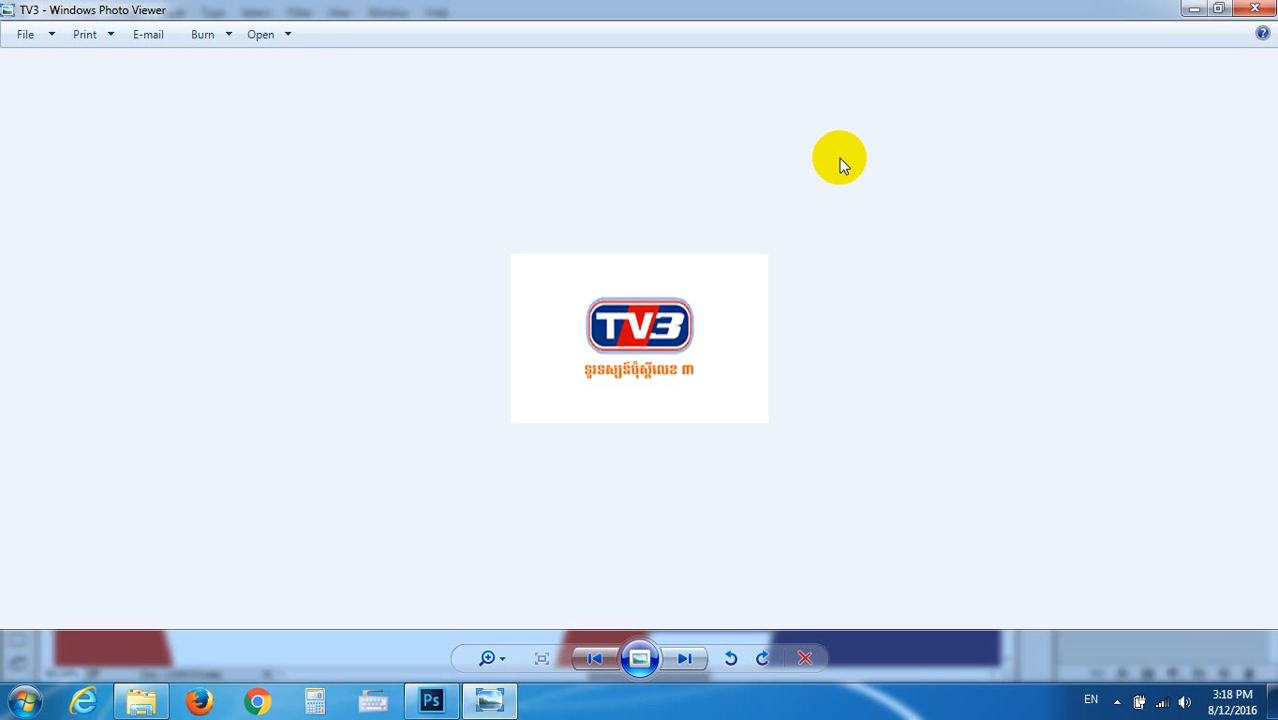 TV3 - Windows Photo Viewer
File Print E-mail Burn Open
TV3
ទូរទស្សន៍ប៉ុស្តិ៍លេខ ៣
Ps
EN
3:18 PM
8/12/2016